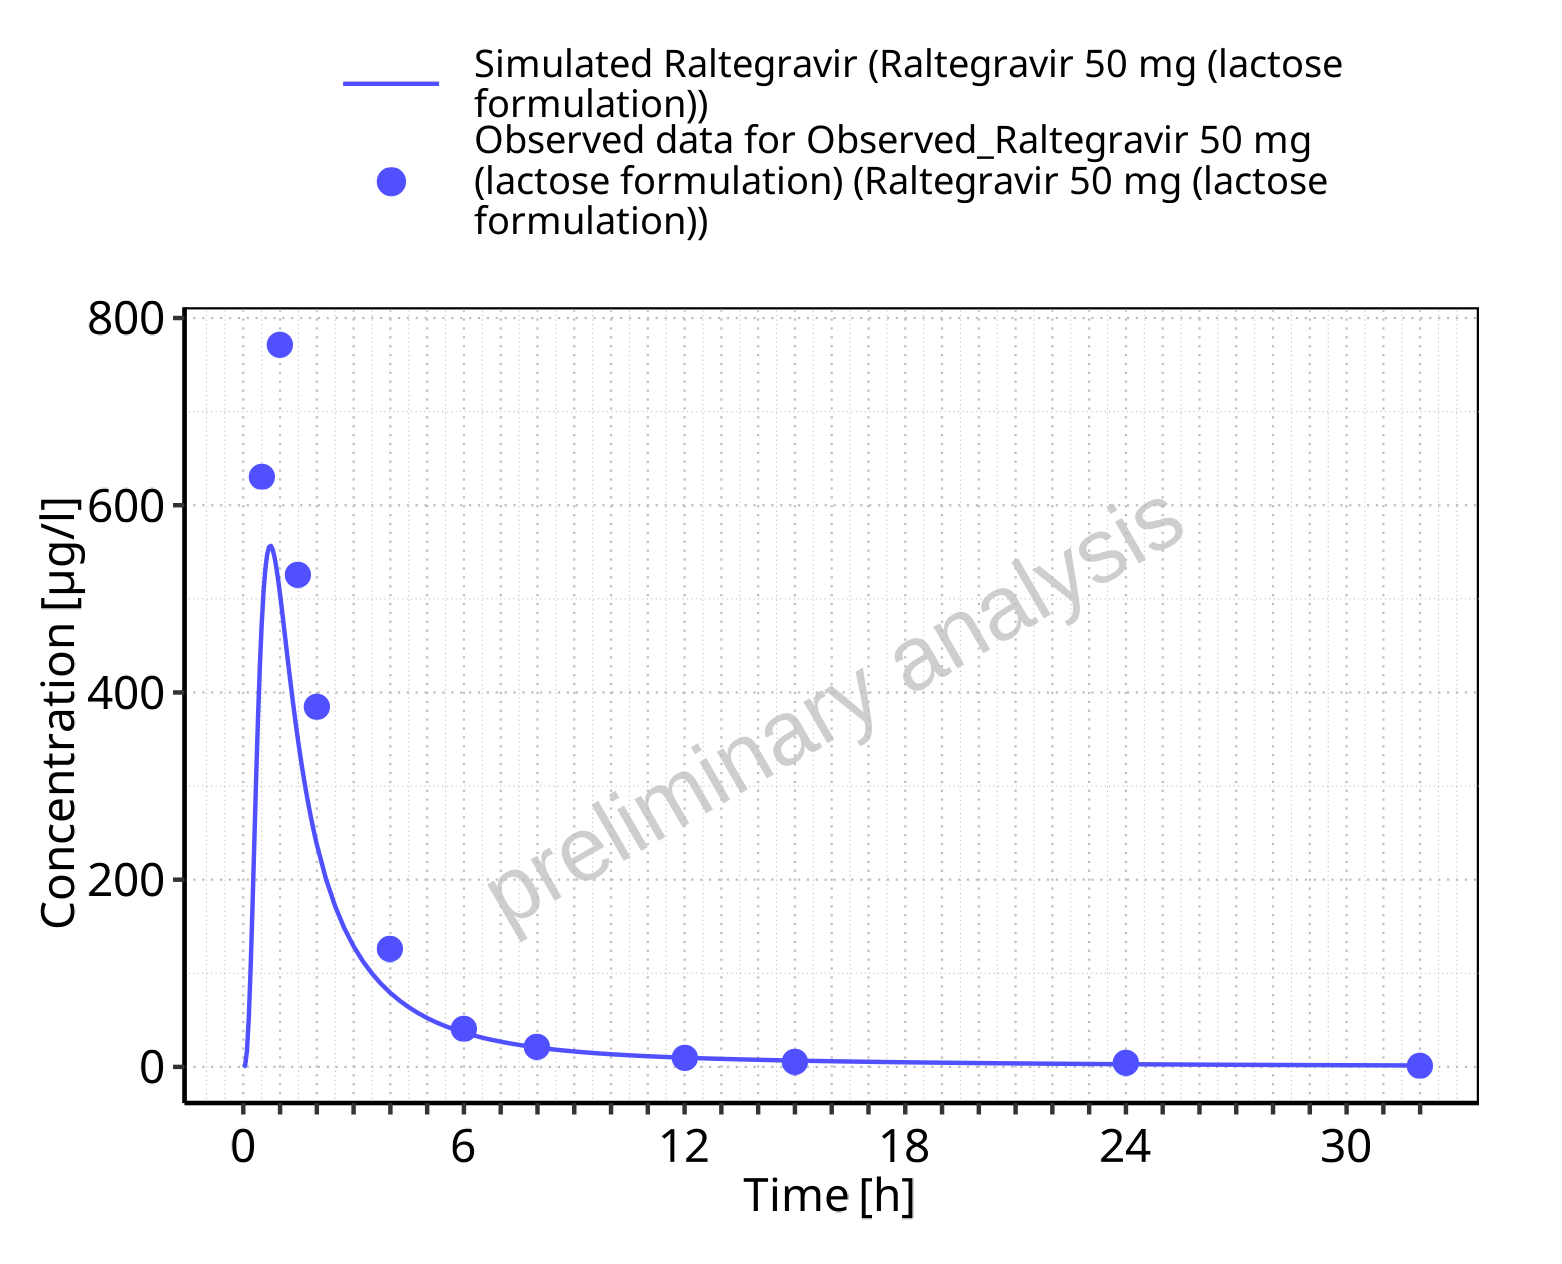 Simulated Raltegravir (Raltegravir 50 mg (lactose
formulation))
Observed data for Observed_Raltegravir 50 mg
(lactose formulation) (Raltegravir 50 mg (lactose
formulation))
800
600
400
200
0
Concentration [µg/l]
preliminary analysis
0 6 12 18 24 30
Time [h]